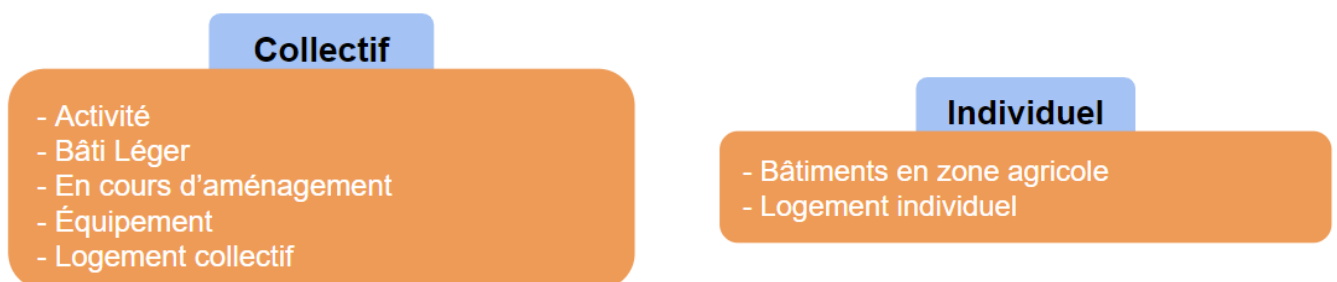 Collectif
- Activité
- Bâti Léger
- En cours d'aménagement
- Équipement
- Logement collectif
Individuel
- Bâtiments en zone agricole
- Logement individuel